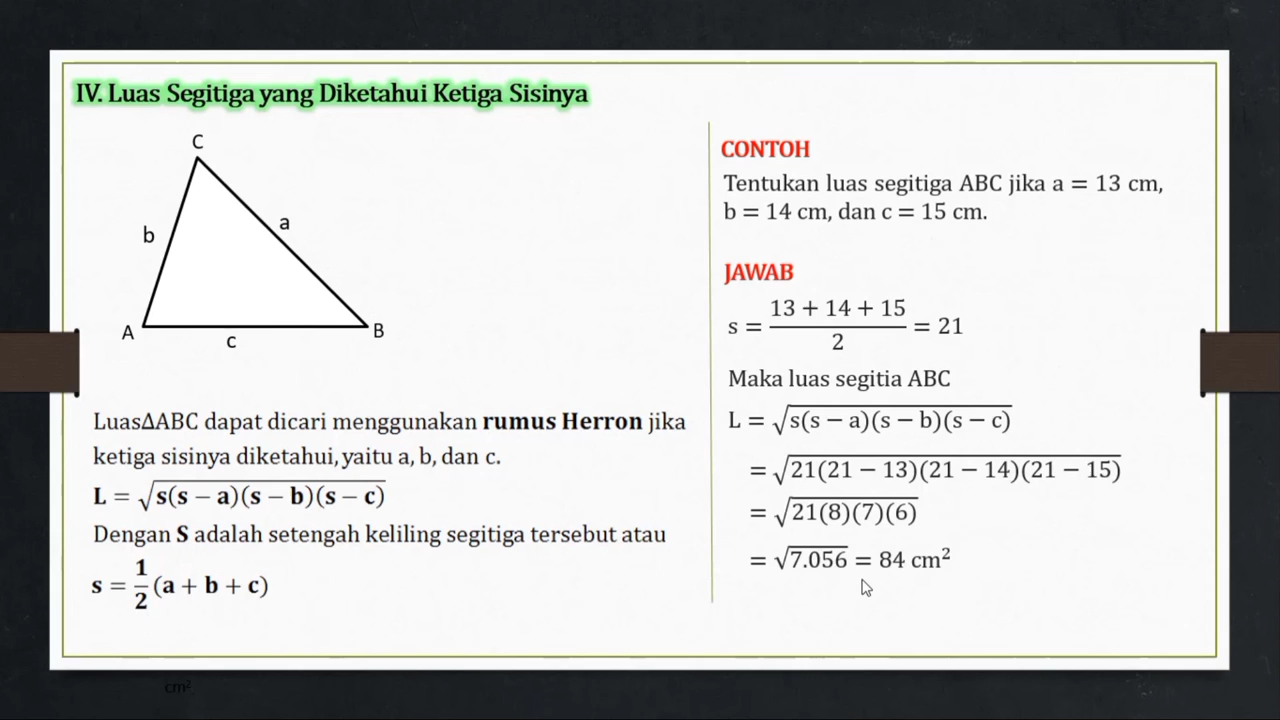 IV. Luas Segitiga yang Diketahui Ketiga Sisinya
C
b
a
A
B
c
LuasΔABC dapat dicari menggunakan rumus Herron jika
ketiga sisinya diketahui, yaitu a, b, dan c.
L = √s(s − a)(s − b)(s − c)
Dengan S adalah setengah keliling segitiga tersebut atau
s = 1/2 (a + b + c)
CONTOH
Tentukan luas segitiga ABC jika a = 13 cm,
b = 14 cm, dan c = 15 cm.
JAWAB
s = 13 + 14 + 15 / 2 = 21
Maka luas segitia ABC
L = √s(s − a)(s − b)(s − c)
= √21(21 − 13)(21 − 14)(21 − 15)
= √21(8)(7)(6)
= √7.056 = 84 cm²
cm²